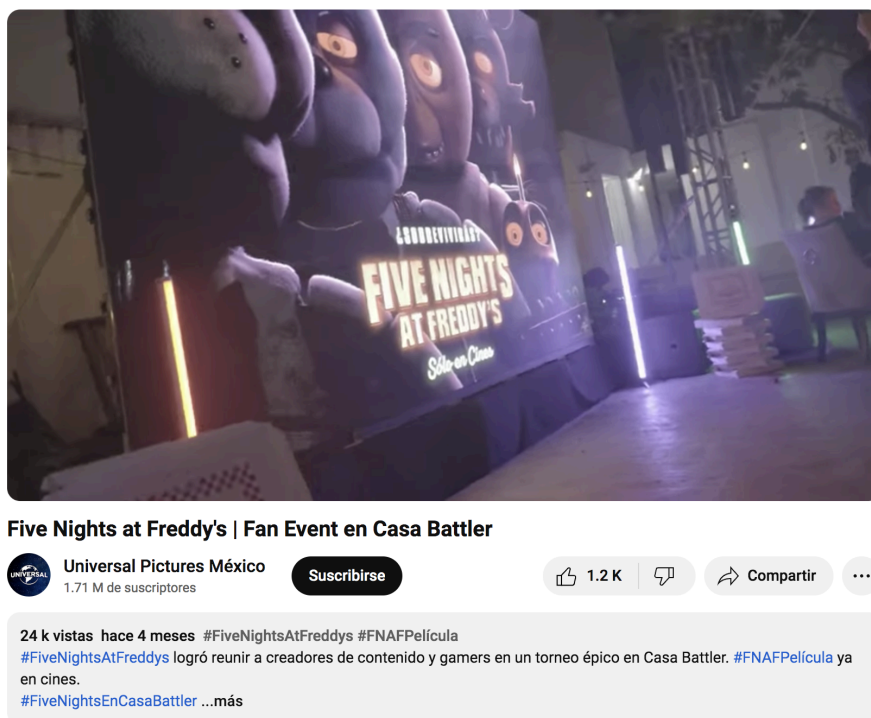 ¿SOBREVIVIRÁS?
FIVE NIGHTS
AT FREDDY'S
Sólo en Cines
Five Nights at Freddy's | Fan Event en Casa Battler
UNIVERSAL
Universal Pictures México
1.71 M de suscriptores
Suscribirse
1.2 K
Compartir
24 k vistas hace 4 meses #FiveNightsAtFreddys #FNAFPelícula
#FiveNightsAtFreddys logró reunir a creadores de contenido y gamers en un torneo épico en Casa Battler. #FNAFPelícula ya
en cines.
#FiveNightsEnCasaBattler ...más